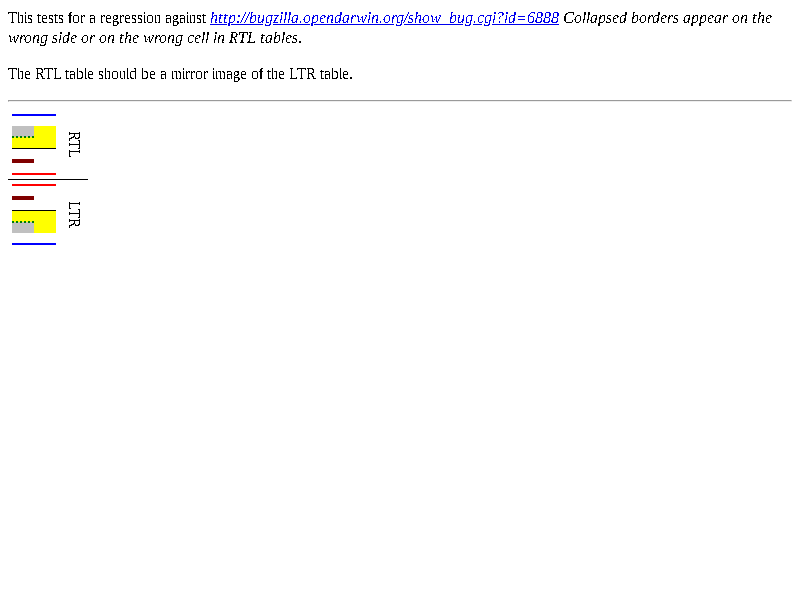 This tests for a regression against http://bugzilla.opendarwin.org/show_bug.cgi?id=6888 Collapsed borders appear on the
wrong side or on the wrong cell in RTL tables.
The RTL table should be a mirror image of the LTR table.
RTL
LTR